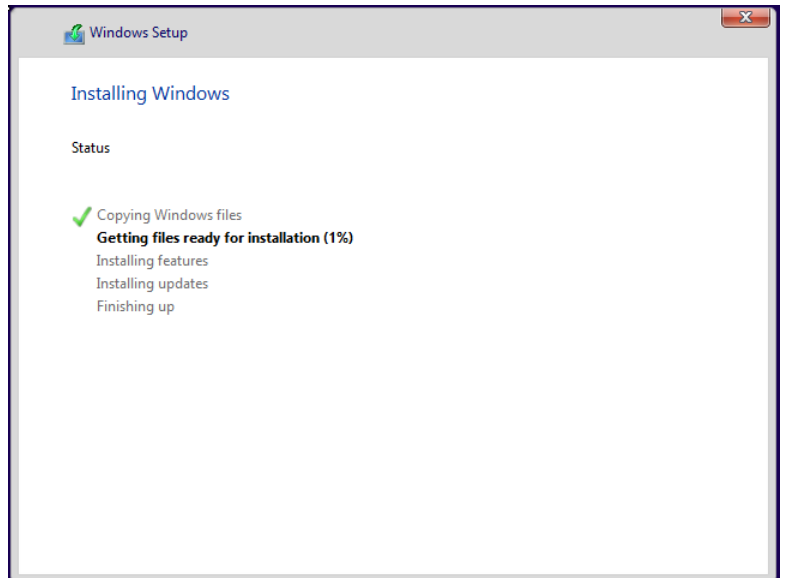 Windows Setup
Installing Windows
Status
Copying Windows files
Getting files ready for installation (1%)
Installing features
Installing updates
Finishing up